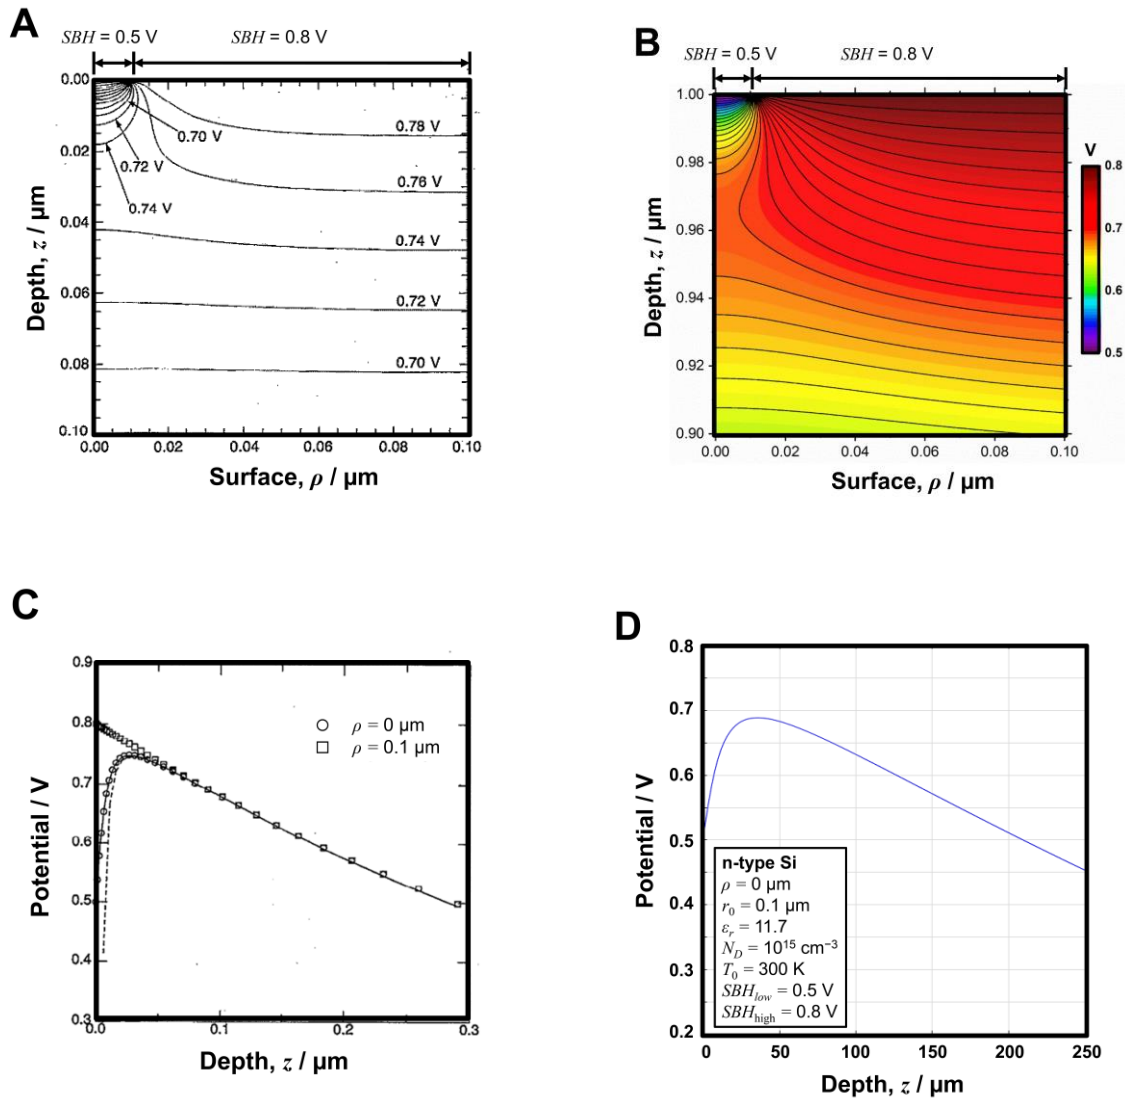 A
SBH = 0.5 V
SBH = 0.8 V
0.00
0.02
0.04
0.06
0.08
0.10
Depth, z / µm
0.78 V
0.70 V
0.76 V
0.72 V
0.74 V
0.74 V
0.72 V
0.70 V
0.00
0.02
0.04
0.06
0.08
0.10
Surface, ρ / µm
B
SBH = 0.5 V
SBH = 0.8 V
1.00
0.98
0.96
0.94
0.92
0.90
Depth, z / µm
V
0.8
0.7
0.6
0.5
0.00
0.02
0.04
0.06
0.08
0.10
Surface, ρ / µm
C
0.9
0.8
0.7
0.6
0.5
0.4
0.3
Potential / V
ρ = 0 µm
ρ = 0.1 µm
0.0
0.1
0.2
0.3
Depth, z / µm
D
0.8
0.7
0.6
0.5
0.4
0.3
0.2
Potential / V
n-type Si
ρ = 0 µm
r₀ = 0.1 µm
εᵣ = 11.7
N_D = 10¹⁵ cm⁻³
T₀ = 300 K
SBH_low = 0.5 V
SBH_high = 0.8 V
0
50
100
150
200
250
Depth, z / µm